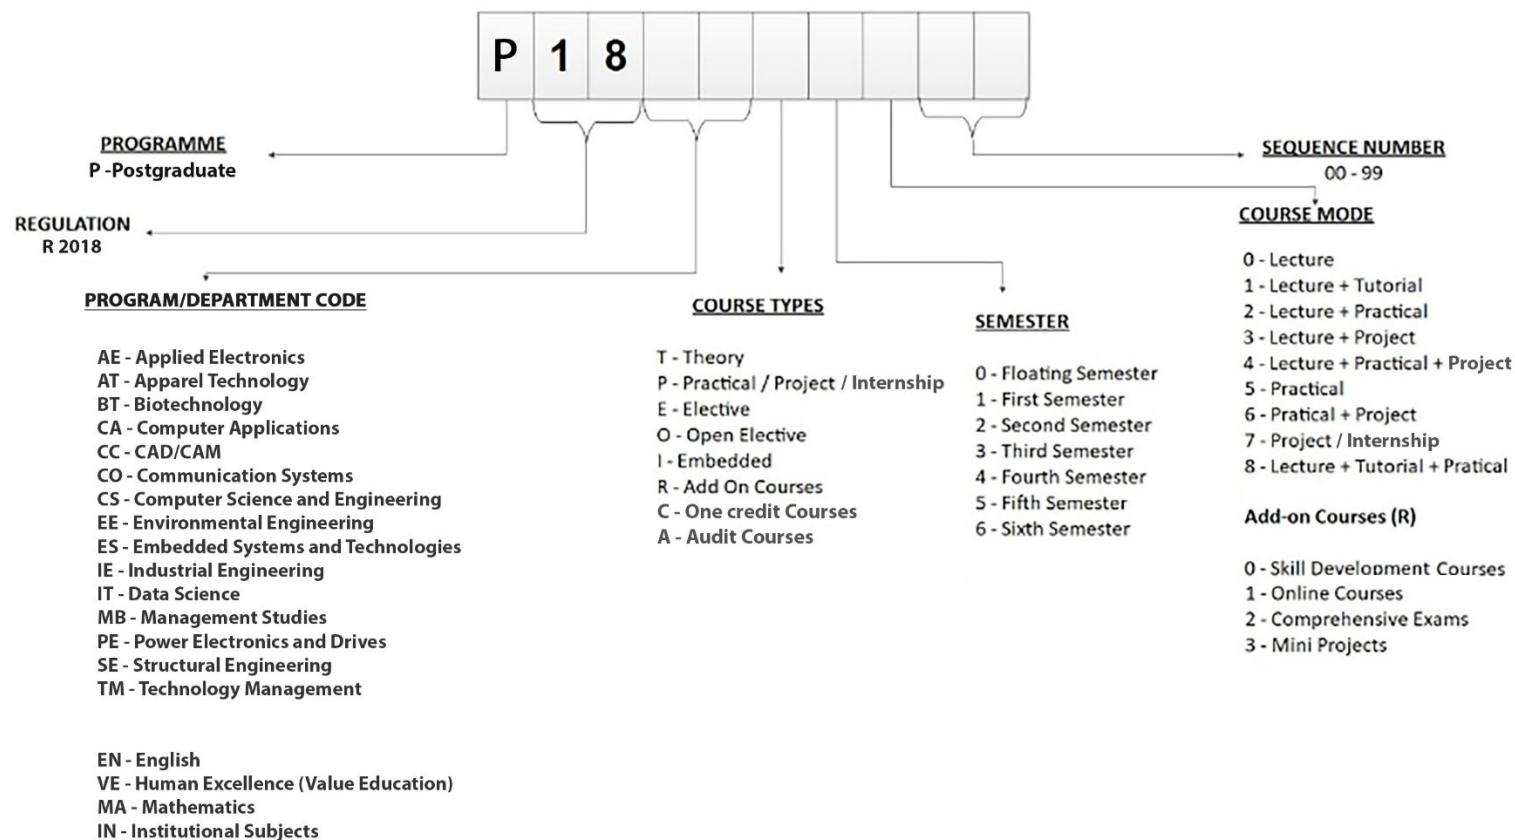 P 1 8
PROGRAMME
P -Postgraduate
REGULATION
R 2018
PROGRAM/DEPARTMENT CODE
AE - Applied Electronics
AT - Apparel Technology
BT - Biotechnology
CA - Computer Applications
CC - CAD/CAM
CO - Communication Systems
CS - Computer Science and Engineering
EE - Environmental Engineering
ES - Embedded Systems and Technologies
IE - Industrial Engineering
IT - Data Science
MB - Management Studies
PE - Power Electronics and Drives
SE - Structural Engineering
TM - Technology Management
EN - English
VE - Human Excellence (Value Education)
MA - Mathematics
IN - Institutional Subjects
COURSE TYPES
T - Theory
P - Practical / Project / Internship
E - Elective
O - Open Elective
I - Embedded
R - Add On Courses
C - One credit Courses
A - Audit Courses
SEMESTER
0 - Floating Semester
1 - First Semester
2 - Second Semester
3 - Third Semester
4 - Fourth Semester
5 - Fifth Semester
6 - Sixth Semester
SEQUENCE NUMBER
00 - 99
COURSE MODE
0 - Lecture
1 - Lecture + Tutorial
2 - Lecture + Practical
3 - Lecture + Project
4 - Lecture + Practical + Project
5 - Practical
6 - Pratical + Project
7 - Project / Internship
8 - Lecture + Tutorial + Pratical
Add-on Courses (R)
0 - Skill Development Courses
1 - Online Courses
2 - Comprehensive Exams
3 - Mini Projects